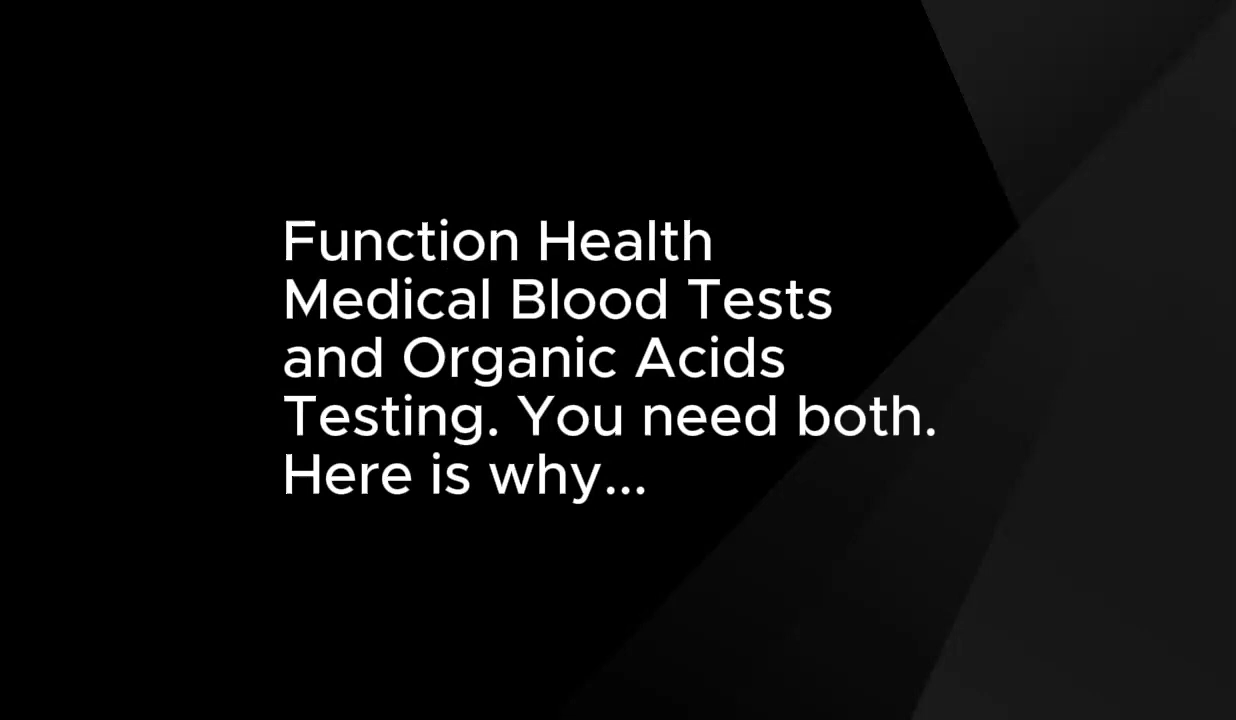 Function Health
Medical Blood Tests
and Organic Acids
Testing. You need both.
Here is why...